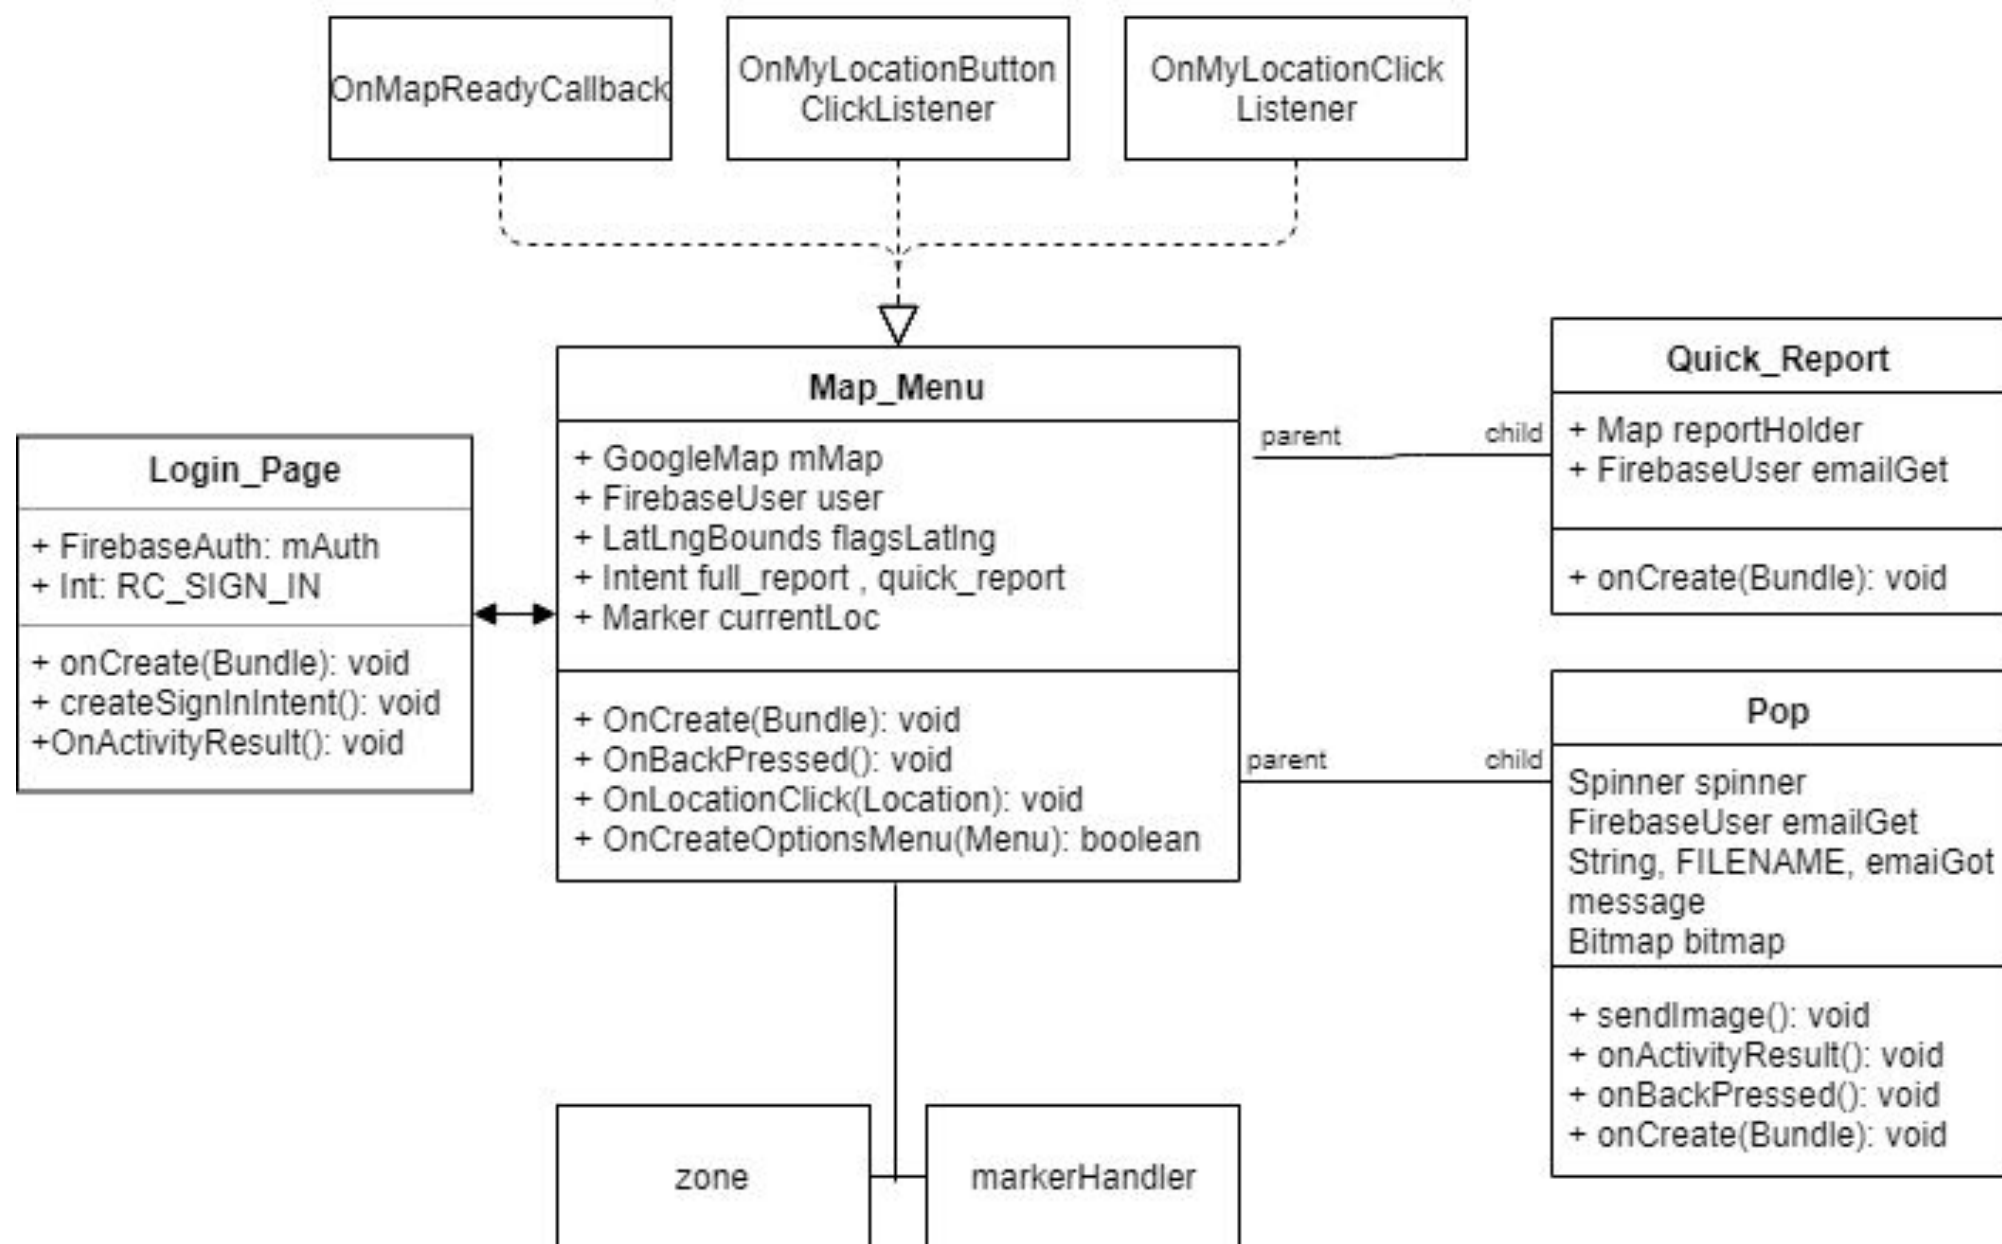 OnMapReadyCallback
OnMyLocationButton
ClickListener
OnMyLocationClick
Listener
Login_Page
+ FirebaseAuth: mAuth
+ Int: RC_SIGN_IN
+ onCreate(Bundle): void
+ createSignInIntent(): void
+OnActivityResult(): void
Map_Menu
+ GoogleMap mMap
+ FirebaseUser user
+ LatLngBounds flagsLatlng
+ Intent full_report , quick_report
+ Marker currentLoc
+ OnCreate(Bundle): void
+ OnBackPressed(): void
+ OnLocationClick(Location): void
+ OnCreateOptionsMenu(Menu): boolean
parent
child
Quick_Report
+ Map reportHolder
+ FirebaseUser emailGet
+ onCreate(Bundle): void
parent
child
Pop
Spinner spinner
FirebaseUser emailGet
String, FILENAME, emaiGot
message
Bitmap bitmap
+ sendImage(): void
+ onActivityResult(): void
+ onBackPressed(): void
+ onCreate(Bundle): void
zone
markerHandler